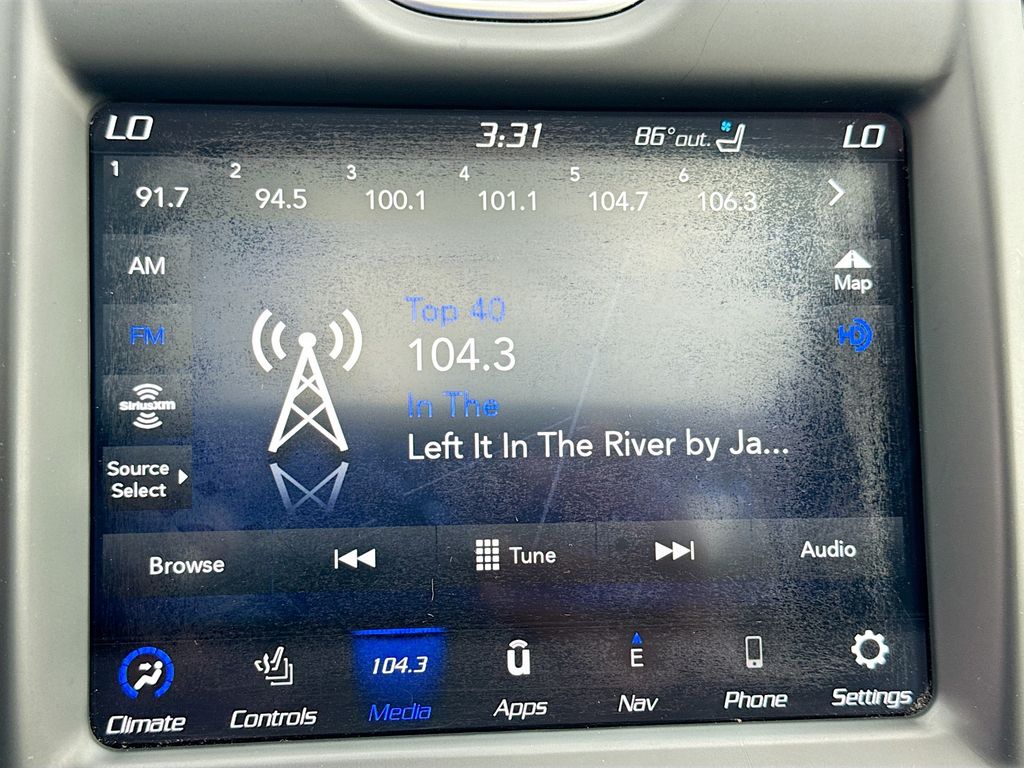 LO 3:31 86° out. LO
1 2 3 4 5 6
91.7 94.5 100.1 101.1 104.7 106.3
AM
Map
FM
HD
SiriusXM
Source
Select
Top 40
104.3
In The
Left It In The River by Ja...
Browse Tune Audio
104.3 E
Climate Controls Media Apps Nav Phone Settings